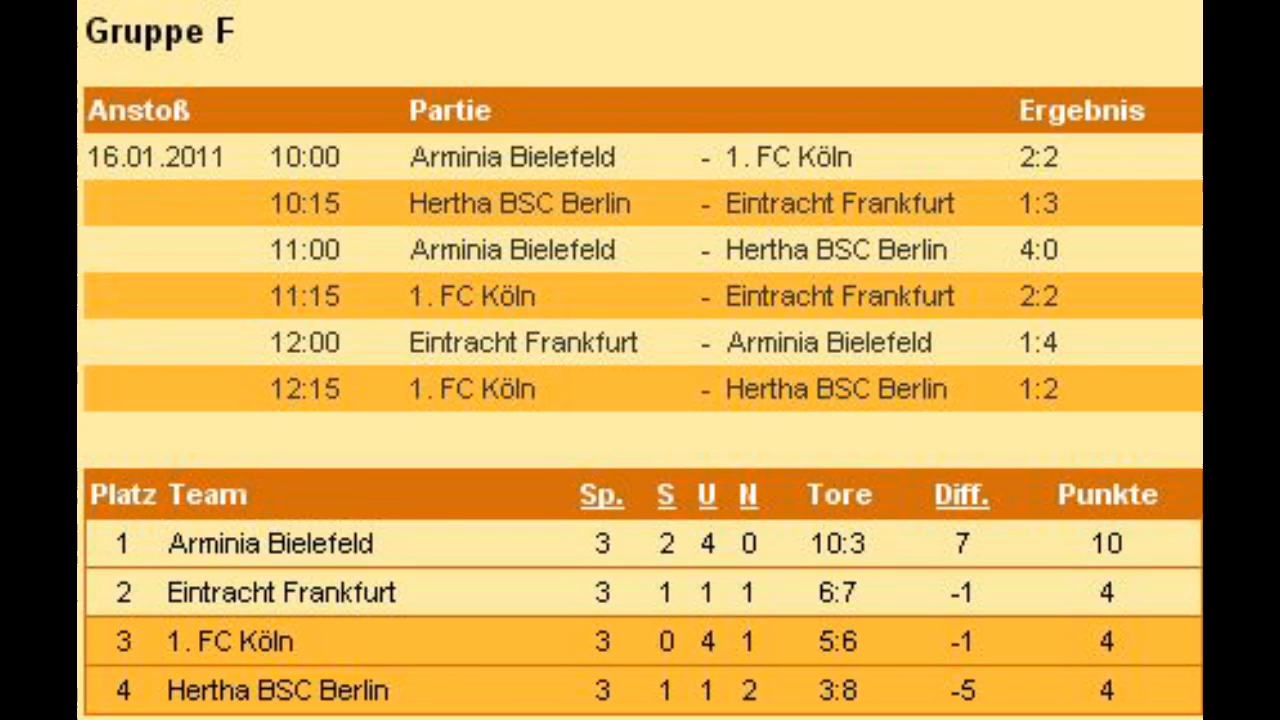 Gruppe F
Anstoß Partie Ergebnis
16.01.2011 10:00 Arminia Bielefeld - 1. FC Köln 2:2
10:15 Hertha BSC Berlin - Eintracht Frankfurt 1:3
11:00 Arminia Bielefeld - Hertha BSC Berlin 4:0
11:15 1. FC Köln - Eintracht Frankfurt 2:2
12:00 Eintracht Frankfurt - Arminia Bielefeld 1:4
12:15 1. FC Köln - Hertha BSC Berlin 1:2
Platz Team Sp. S U N Tore Diff. Punkte
1 Arminia Bielefeld 3 2 4 0 10:3 7 10
2 Eintracht Frankfurt 3 1 1 1 6:7 -1 4
3 1. FC Köln 3 0 4 1 5:6 -1 4
4 Hertha BSC Berlin 3 1 1 2 3:8 -5 4